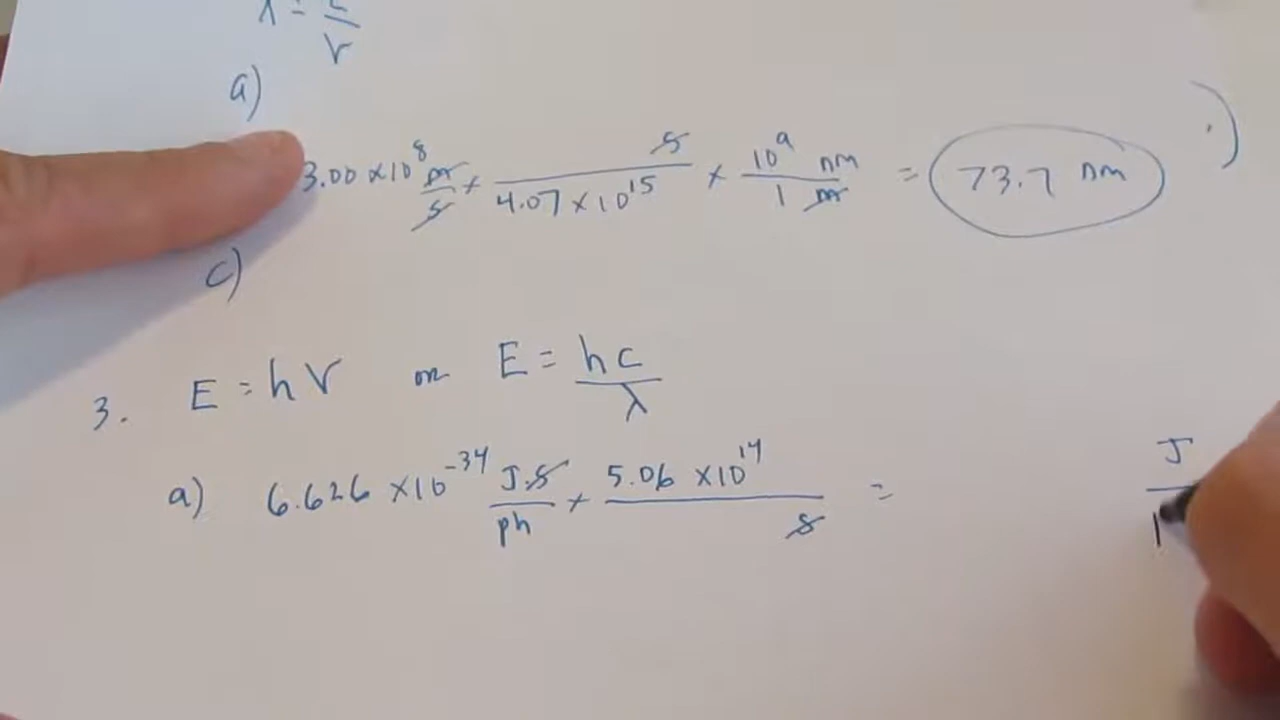 λ = c/ν
a)
3.00 x 10⁸ m/s x s/4.07 x 10¹⁵ x 10⁹ nm/1 m = 73.7 nm
c)
3. E = hν or E = hc/λ
a) 6.626 x 10⁻³⁴ J·s/ph x 5.06 x 10¹⁴/s = J